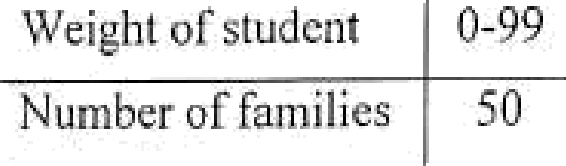 Weight of student 0-99
Number of families 50